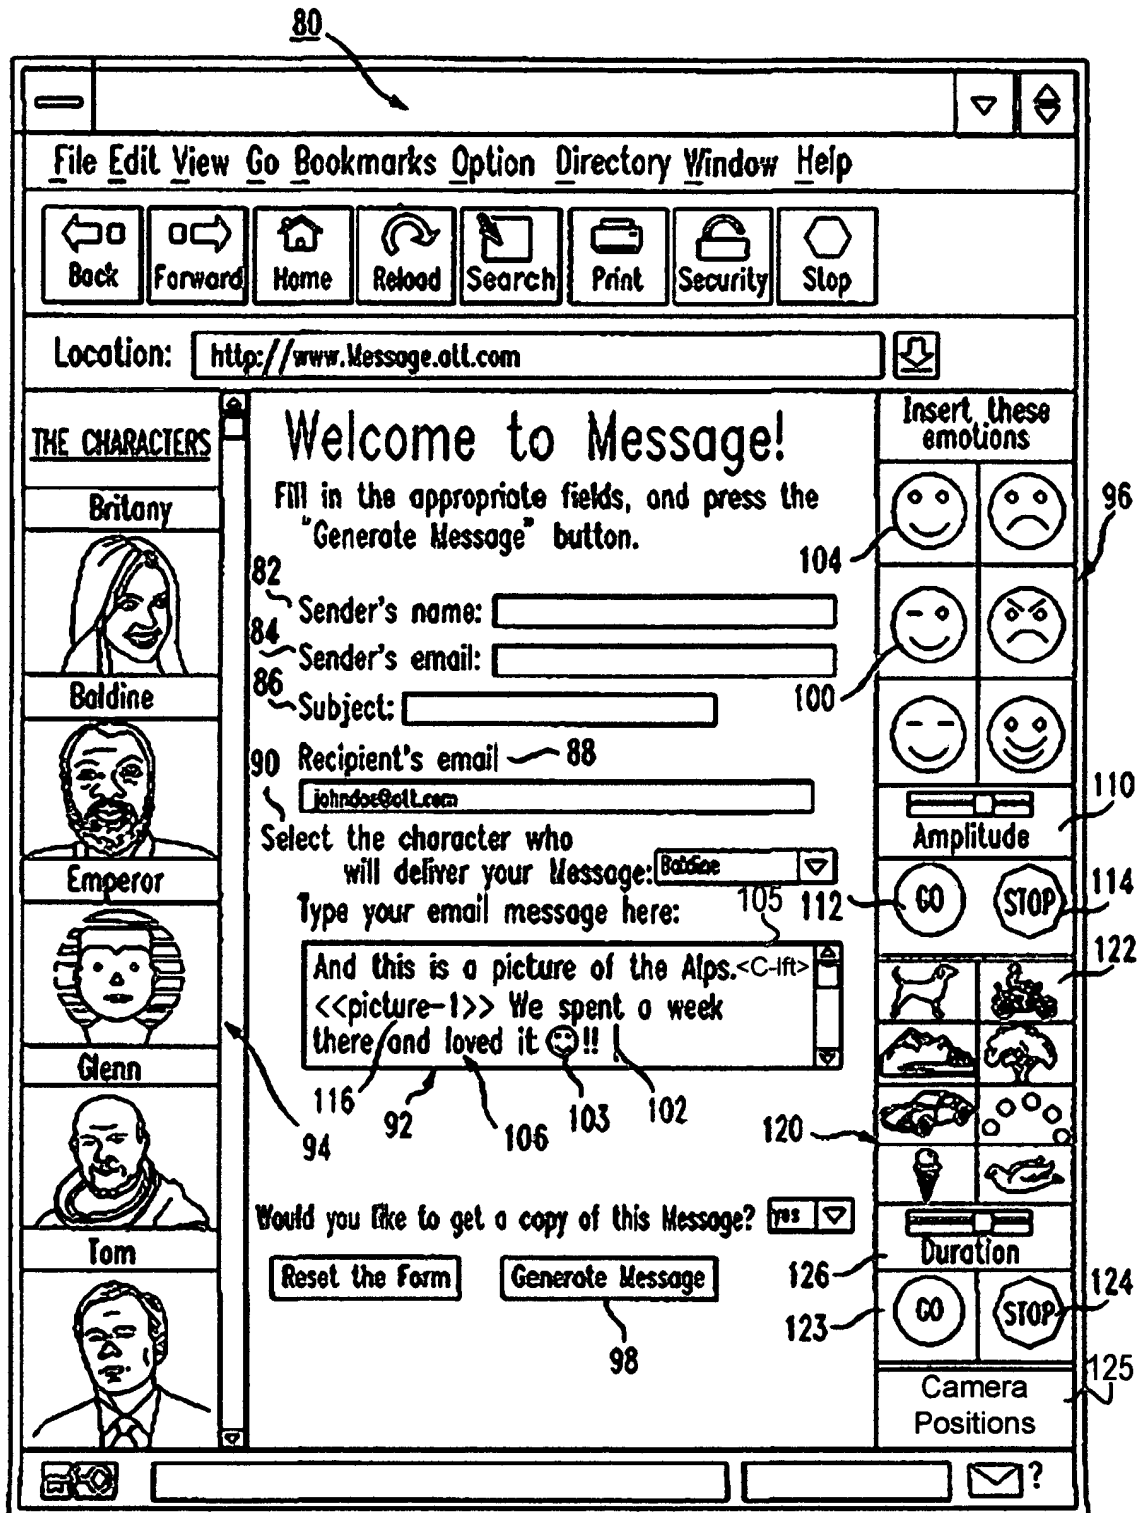 80
File Edit View Go Bookmarks Option Directory Window Help
Back Forward Home Reload Search Print Security Stop
Location: http://www.Message.att.com
THE CHARACTERS
Britany
Baldine
Emperor
Glenn
Tom
94
Welcome to Message!
Fill in the appropriate fields, and press the
"Generate Message" button.
82 Sender's name:
84 Sender's email:
86 Subject:
Recipient's email 88
johndoe@att.com
90
Select the character who
will deliver your Message: Baldine
Type your email message here:
105
And this is a picture of the Alps.<C-lft>
<<picture-1>> We spent a week
there and loved it !!
116 92 106 103 102
Would you like to get a copy of this Message? yes
Reset the Form Generate Message
98
Insert these
emotions
96
104
100
110
Amplitude
112 GO STOP 114
122
120
Duration
126
123 GO STOP 124
125
Camera
Positions
?